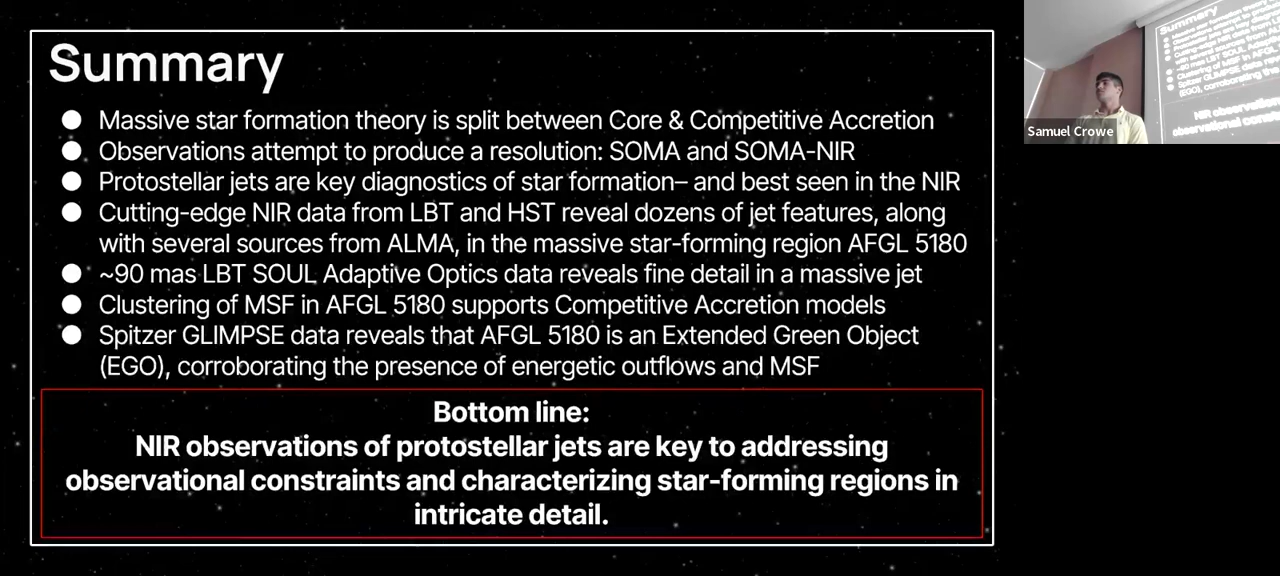 Summary
● Massive star formation theory is split between Core & Competitive Accretion
● Observations attempt to produce a resolution: SOMA and SOMA-NIR
● Protostellar jets are key diagnostics of star formation– and best seen in the NIR
● Cutting-edge NIR data from LBT and HST reveal dozens of jet features, along
with several sources from ALMA, in the massive star-forming region AFGL 5180
● ~90 mas LBT SOUL Adaptive Optics data reveals fine detail in a massive jet
● Clustering of MSF in AFGL 5180 supports Competitive Accretion models
● Spitzer GLIMPSE data reveals that AFGL 5180 is an Extended Green Object
(EGO), corroborating the presence of energetic outflows and MSF
Bottom line:
NIR observations of protostellar jets are key to addressing
observational constraints and characterizing star-forming regions in
intricate detail.
Samuel Crowe
Summary